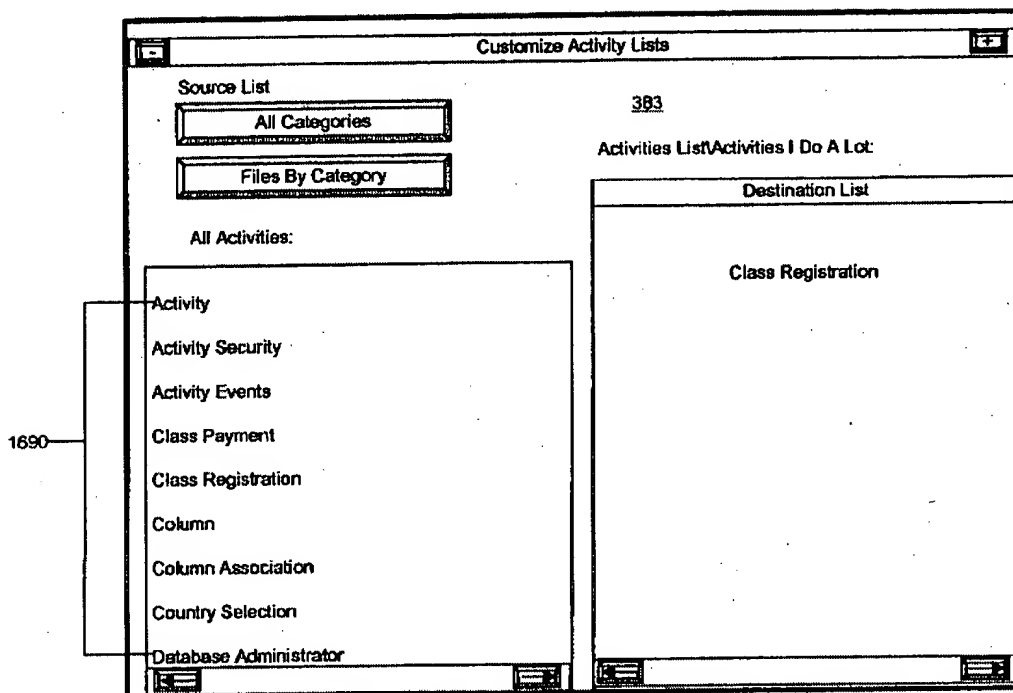 Customize Activity Lists
Source List
All Categories
Files By Category
383
Activities List\Activities I Do A Lot:
Destination List
Class Registration
All Activities:
Activity
Activity Security
Activity Events
Class Payment
Class Registration
Column
Column Association
Country Selection
Database Administrator
1690